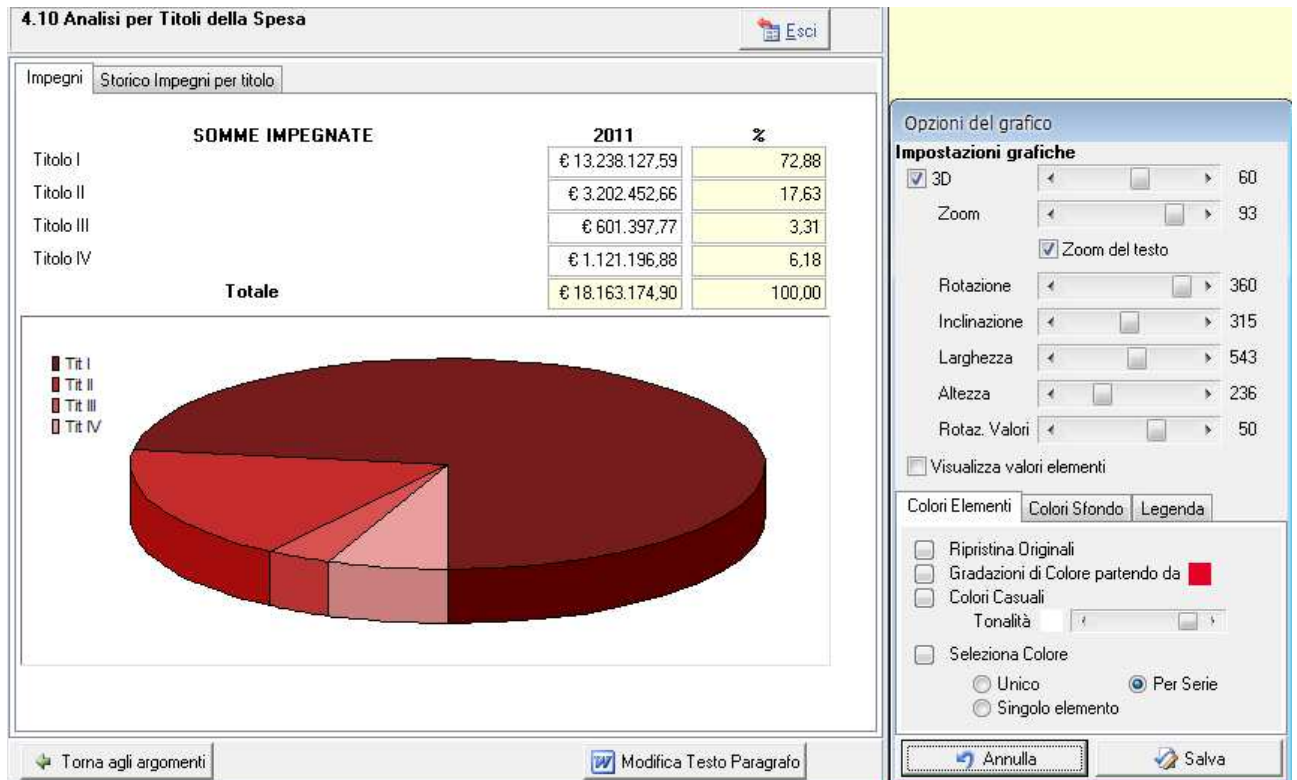 4.10 Analisi per Titoli della Spesa
Esci
Impegni Storico Impegni per titolo
SOMME IMPEGNATE 2011 %
Titolo I € 13.238.127,59 72,88
Titolo II € 3.202.452,66 17,63
Titolo III € 601.397,77 3,31
Titolo IV € 1.121.196,88 6,18
Totale € 18.163.174,90 100,00
Tit I
Tit II
Tit III
Tit IV
Torna agli argomenti Modifica Testo Paragrafo
Opzioni del grafico
Impostazioni grafiche
3D 60
Zoom 93
Zoom del testo
Rotazione 360
Inclinazione 315
Larghezza 543
Altezza 236
Rotaz. Valori 50
Visualizza valori elementi
Colori Elementi Colori Sfondo Legenda
Ripristina Originali
Gradazioni di Colore partendo da
Colori Casuali
Tonalità
Seleziona Colore
Unico Per Serie
Singolo elemento
Annulla Salva